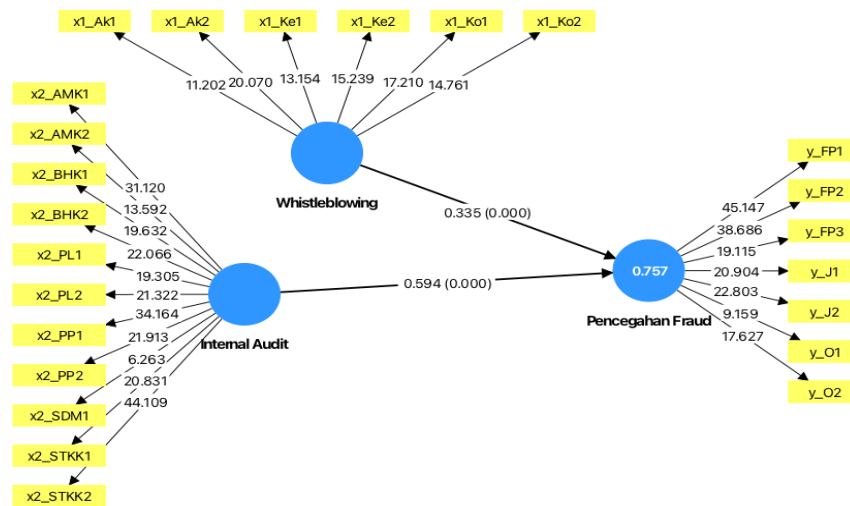 x1_Ak1
x1_Ak2
x1_Ke1
x1_Ke2
x1_Ko1
x1_Ko2
11.202
20.070
13.154
15.239
17.210
14.761
Whistleblowing
x2_AMK1
x2_AMK2
x2_BHK1
x2_BHK2
x2_PL1
x2_PL2
x2_PP1
x2_PP2
x2_SDM1
x2_STKK1
x2_STKK2
31.120
13.592
19.632
22.066
19.305
21.322
34.164
21.913
6.263
20.831
44.109
Internal Audit
0.335 (0.000)
0.594 (0.000)
0.757
Pencegahan Fraud
45.147
38.686
19.115
20.904
22.803
9.159
17.627
y_FP1
y_FP2
y_FP3
y_J1
y_J2
y_O1
y_O2